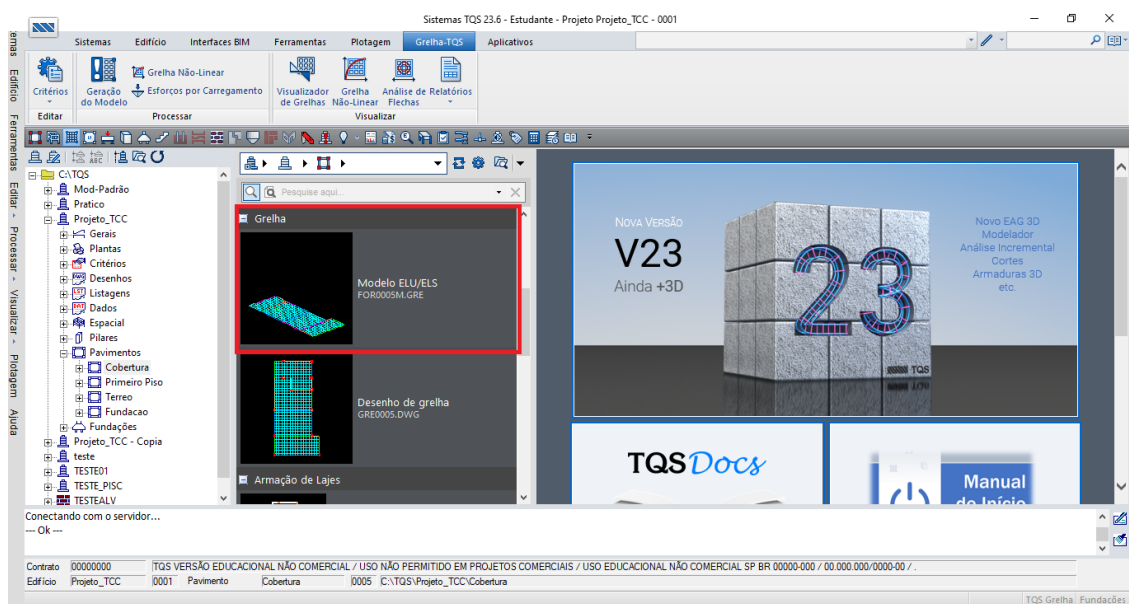 Sistemas TQS 23.6 - Estudante - Projeto Projeto_TCC - 0001
Sistemas Edifício Interfaces BIM Ferramentas Plotagem Grelha-TQS Aplicativos
Critérios
Geração do Modelo
Grelha Não-Linear
Esforços por Carregamento
Visualizador de Grelhas
Grelha Não-Linear
Análise de Flechas
Relatórios
Editar Processar Visualizar
emas Edifício Ferramentas Editar Processar Visualizar Plotagem Ajuda
C:\TQS
Mod-Padrão
Pratico
Projeto_TCC
Gerais
Plantas
Critérios
Desenhos
Listagens
Dados
Espacial
Pilares
Pavimentos
Cobertura
Primeiro Piso
Terreo
Fundacao
Fundações
Projeto_TCC - Copia
teste
TESTE01
TESTE_PISC
TESTEALV
Pesquise aqui...
Grelha
Modelo ELU/ELS
FOR0005M.GRE
Desenho de grelha
GRE0005.DWG
Armação de Lajes
Nova Versão
V23
Ainda +3D
23
TQS
Novo EAG 3D
Modelador
Análise Incremental
Cortes
Armaduras 3D
etc.
TQSDocs
Manual
de Início
Conectando com o servidor...
--- Ok ---
Contrato 00000000 TQS VERSÃO EDUCACIONAL NÃO COMERCIAL / USO NÃO PERMITIDO EM PROJETOS COMERCIAIS / USO EDUCACIONAL NÃO COMERCIAL SP BR 00000-000 / 00.000.000/0000-00 / .
Edifício Projeto_TCC 0001 Pavimento Cobertura 0005 C:\TQS\Projeto_TCC\Cobertura
TQS Grelha Fundações